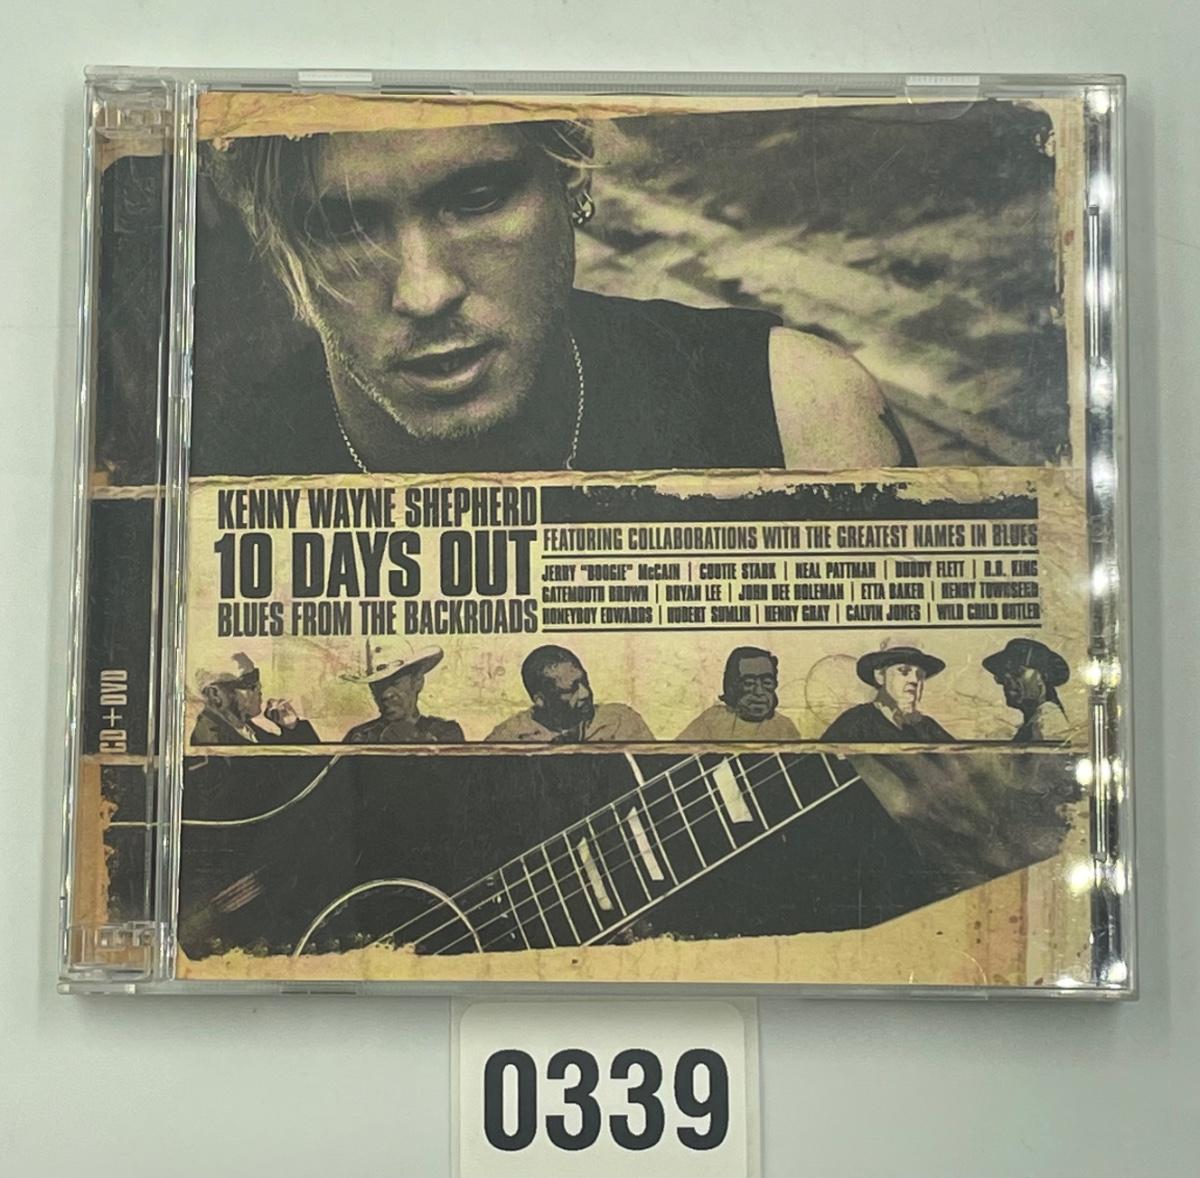 KENNY WAYNE SHEPHERD
10 DAYS OUT
BLUES FROM THE BACKROADS
FEATURING COLLABORATIONS WITH THE GREATEST NAMES IN BLUES
JERRY "BOOGIE" McCAIN | COOTIE STARK | NEAL PATTMAN | BUDDY FLETT | B.B. KING
GATEMOUTH BROWN | BRYAN LEE | JOHN DEE HOLEMAN | ETTA BAKER | HENRY TOWNSEND
HONEYBOY EDWARDS | HUBERT SUMLIN | HENRY GRAY | CALVIN JONES | WILD CHILD BUTLER
CD+DVD
0339